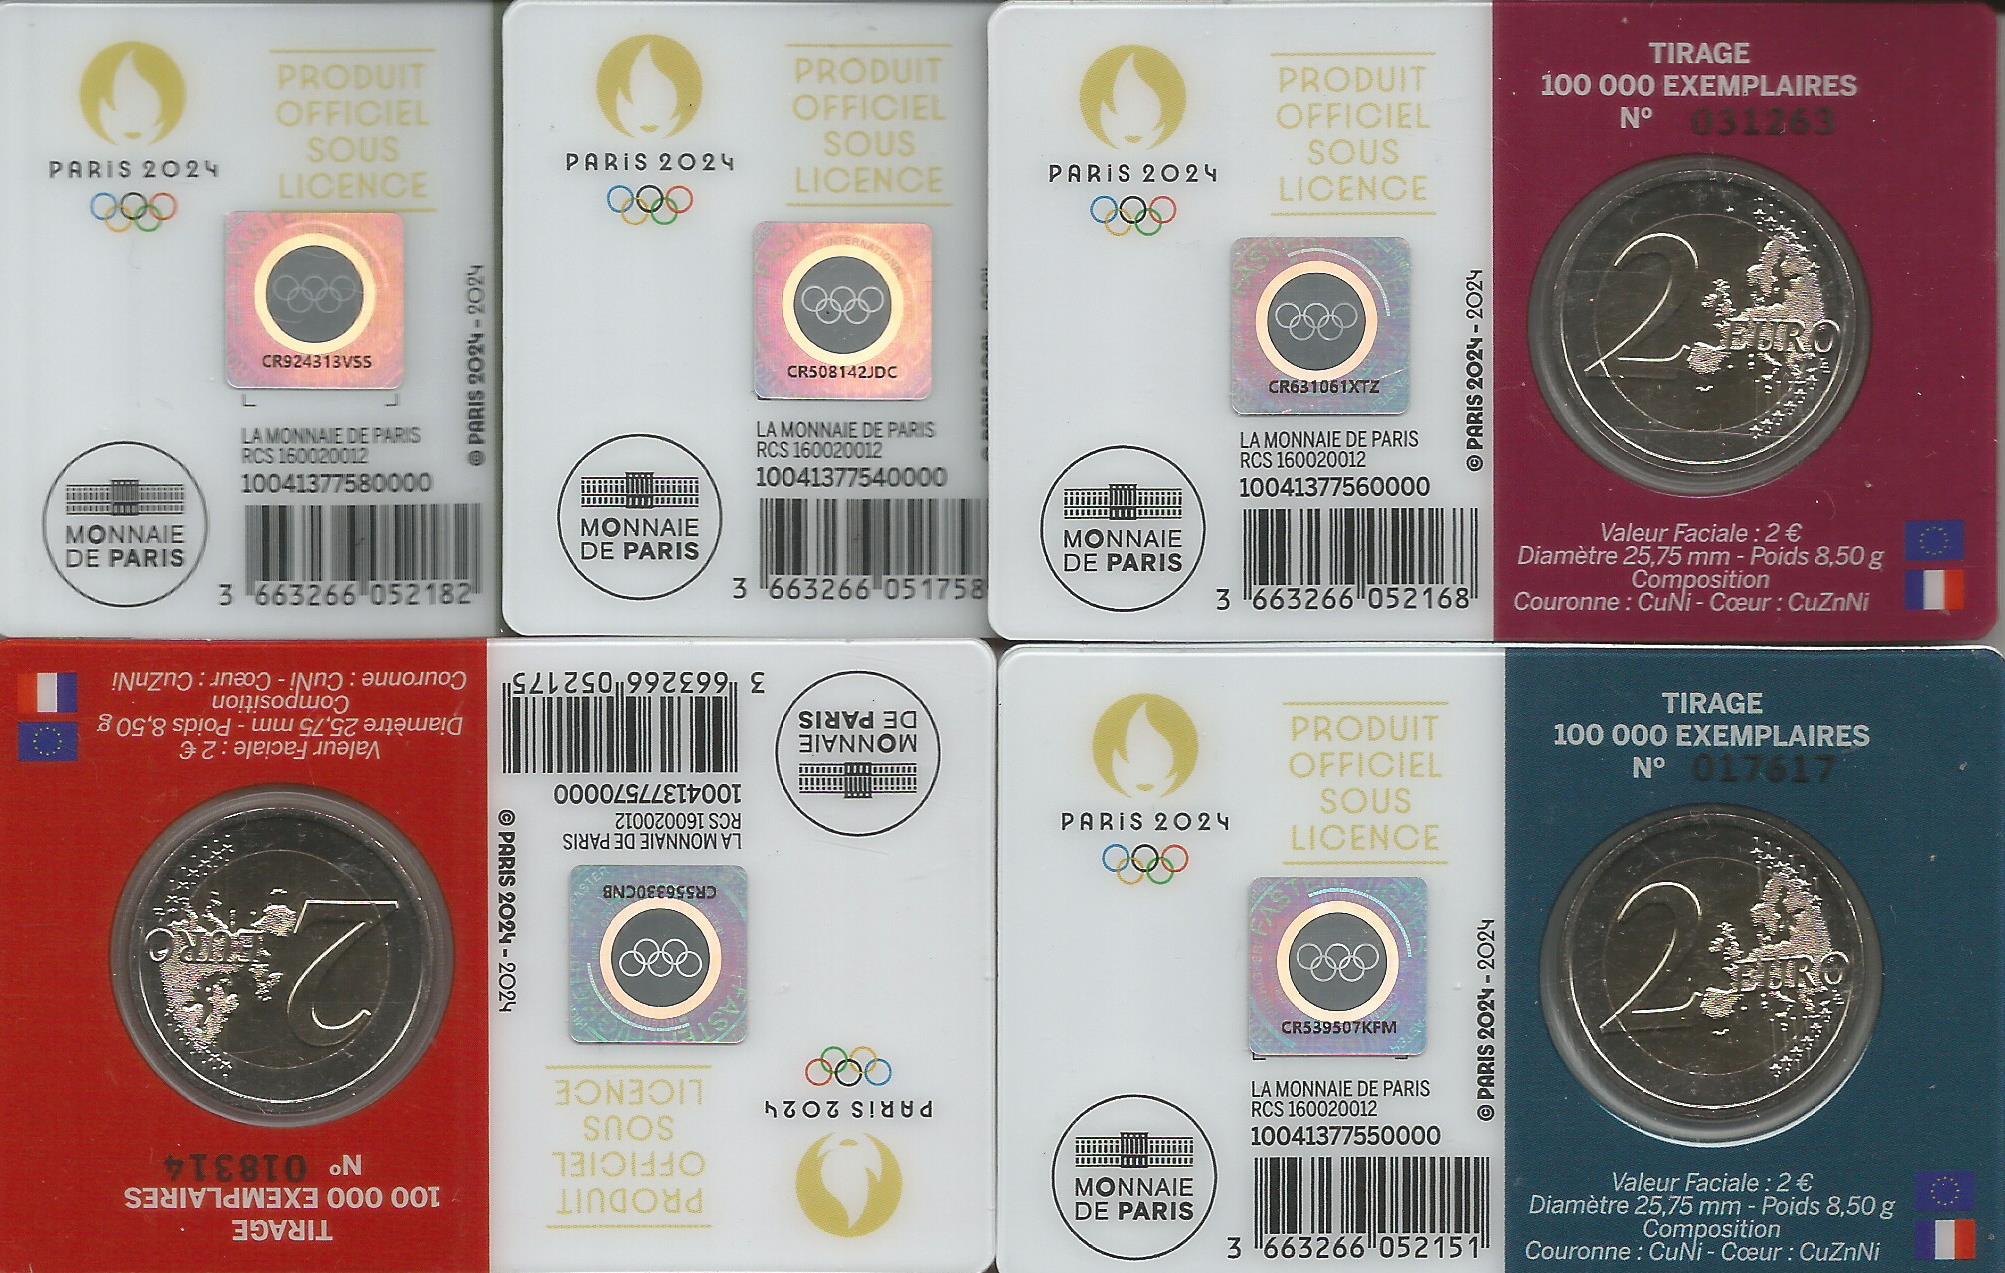 PARIS 2024
PRODUIT
OFFICIEL
SOUS
LICENCE
CR924313VSS
© PARIS 2024 - 2024
LA MONNAIE DE PARIS
RCS 160020012
10041377580000
MONNAIE
DE PARIS
3 663266 052182
PARIS 2024
PRODUIT
OFFICIEL
SOUS
LICENCE
INTERNATIONAL
CR508142JDC
LA MONNAIE DE PARIS
RCS 160020012
10041377540000
MONNAIE
DE PARIS
3 663266 051758
PARIS 2024
PRODUIT
OFFICIEL
SOUS
LICENCE
CR631061XTZ
© PARIS 2024 - 2024
LA MONNAIE DE PARIS
RCS 160020012
10041377560000
MONNAIE
DE PARIS
3 663266 052168
TIRAGE
100 000 EXEMPLAIRES
N° 031263
2 EURO
Valeur Faciale : 2 €
Diamètre 25,75 mm - Poids 8,50 g
Composition
Couronne : CuNi - Cœur : CuZnNi
TIRAGE
100 000 EXEMPLAIRES
N° 018314
2 EURO
Valeur Faciale : 2 €
Diamètre 25,75 mm - Poids 8,50 g
Composition
Couronne : CuNi - Cœur : CuZnNi
PARIS 2024
PRODUIT
OFFICIEL
SOUS
LICENCE
FASTER
CR556330CNB
© PARIS 2024 - 2024
LA MONNAIE DE PARIS
RCS 160020012
10041377570000
MONNAIE
DE PARIS
3 663266 052175
PARIS 2024
PRODUIT
OFFICIEL
SOUS
LICENCE
CR539507KFM
© PARIS 2024 - 2024
LA MONNAIE DE PARIS
RCS 160020012
10041377550000
MONNAIE
DE PARIS
3 663266 052151
TIRAGE
100 000 EXEMPLAIRES
N° 017617
2 EURO
Valeur Faciale : 2 €
Diamètre 25,75 mm - Poids 8,50 g
Composition
Couronne : CuNi - Cœur : CuZnNi